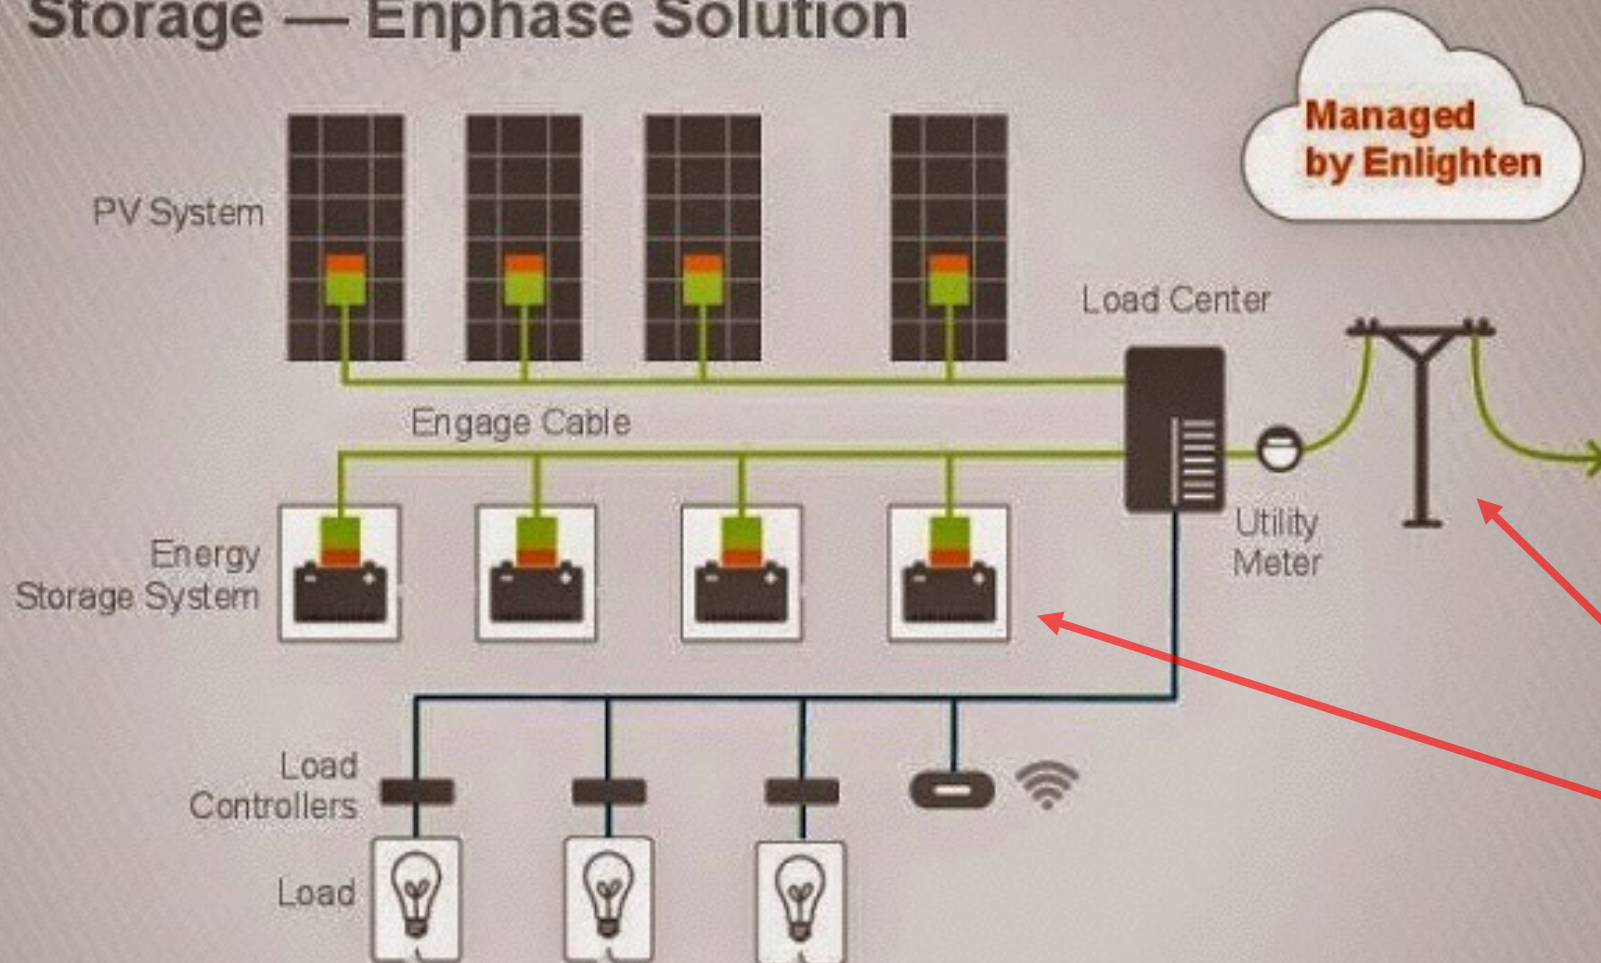 Storage — Enphase Solution
Managed
by Enlighten
PV System
Load Center
Engage Cable
Utility
Meter
Energy
Storage System
Load
Controllers
Load